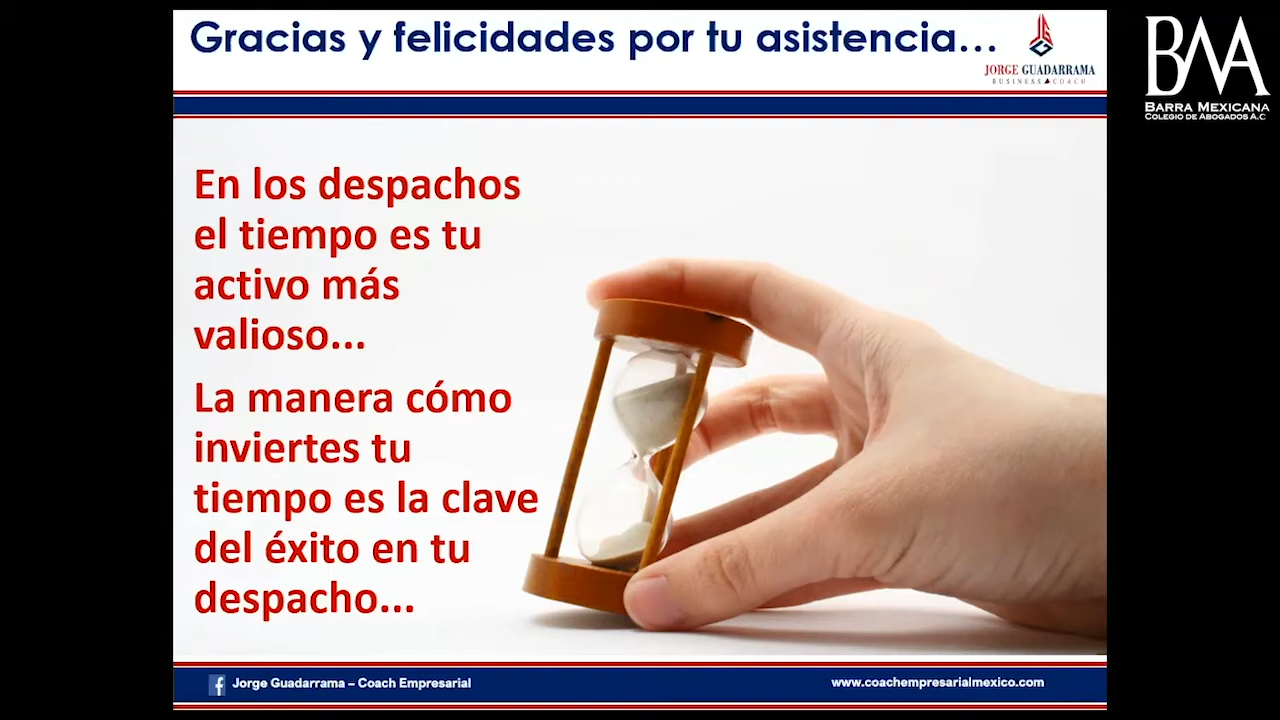 Gracias y felicidades por tu asistencia...
JORGE GUADARRAMA
BUSINESS COACH
BMA
BARRA MEXICANA
COLEGIO DE ABOGADOS A.C
En los despachos
el tiempo es tu
activo más
valioso...
La manera cómo
inviertes tu
tiempo es la clave
del éxito en tu
despacho...
f Jorge Guadarrama – Coach Empresarial
www.coachempresarialmexico.com